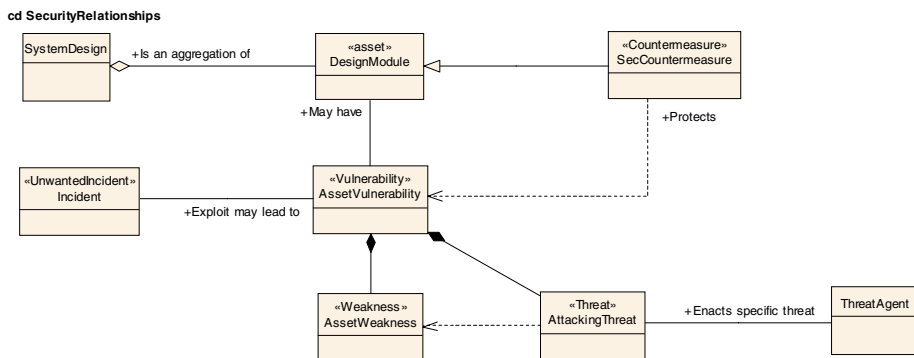 cd SecurityRelationships
SystemDesign
+Is an aggregation of
«asset»
DesignModule
«Countermeasure»
SecCountermeasure
+May have
+Protects
«UnwantedIncident»
Incident
+Exploit may lead to
«Vulnerability»
AssetVulnerability
«Weakness»
AssetWeakness
«Threat»
AttackingThreat
+Enacts specific threat
ThreatAgent